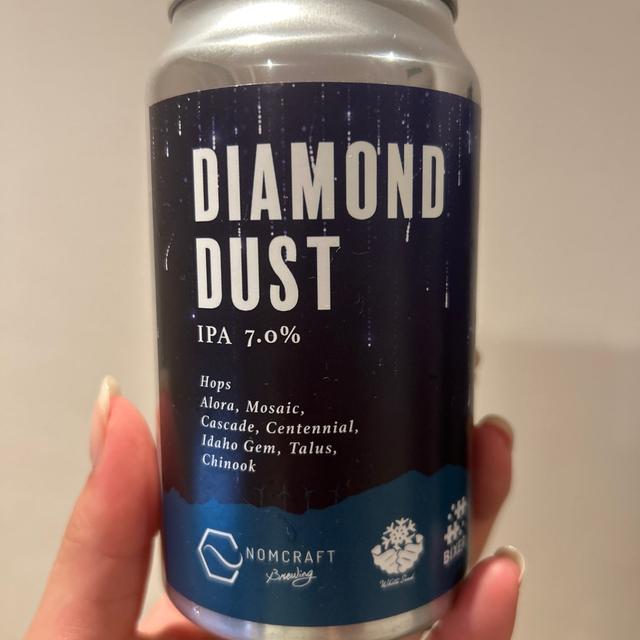 DIAMOND
DUST
IPA 7.0%
Hops
Alora, Mosaic,
Cascade, Centennial,
Idaho Gem, Talus,
Chinook
NOMCRAFT
Brewing